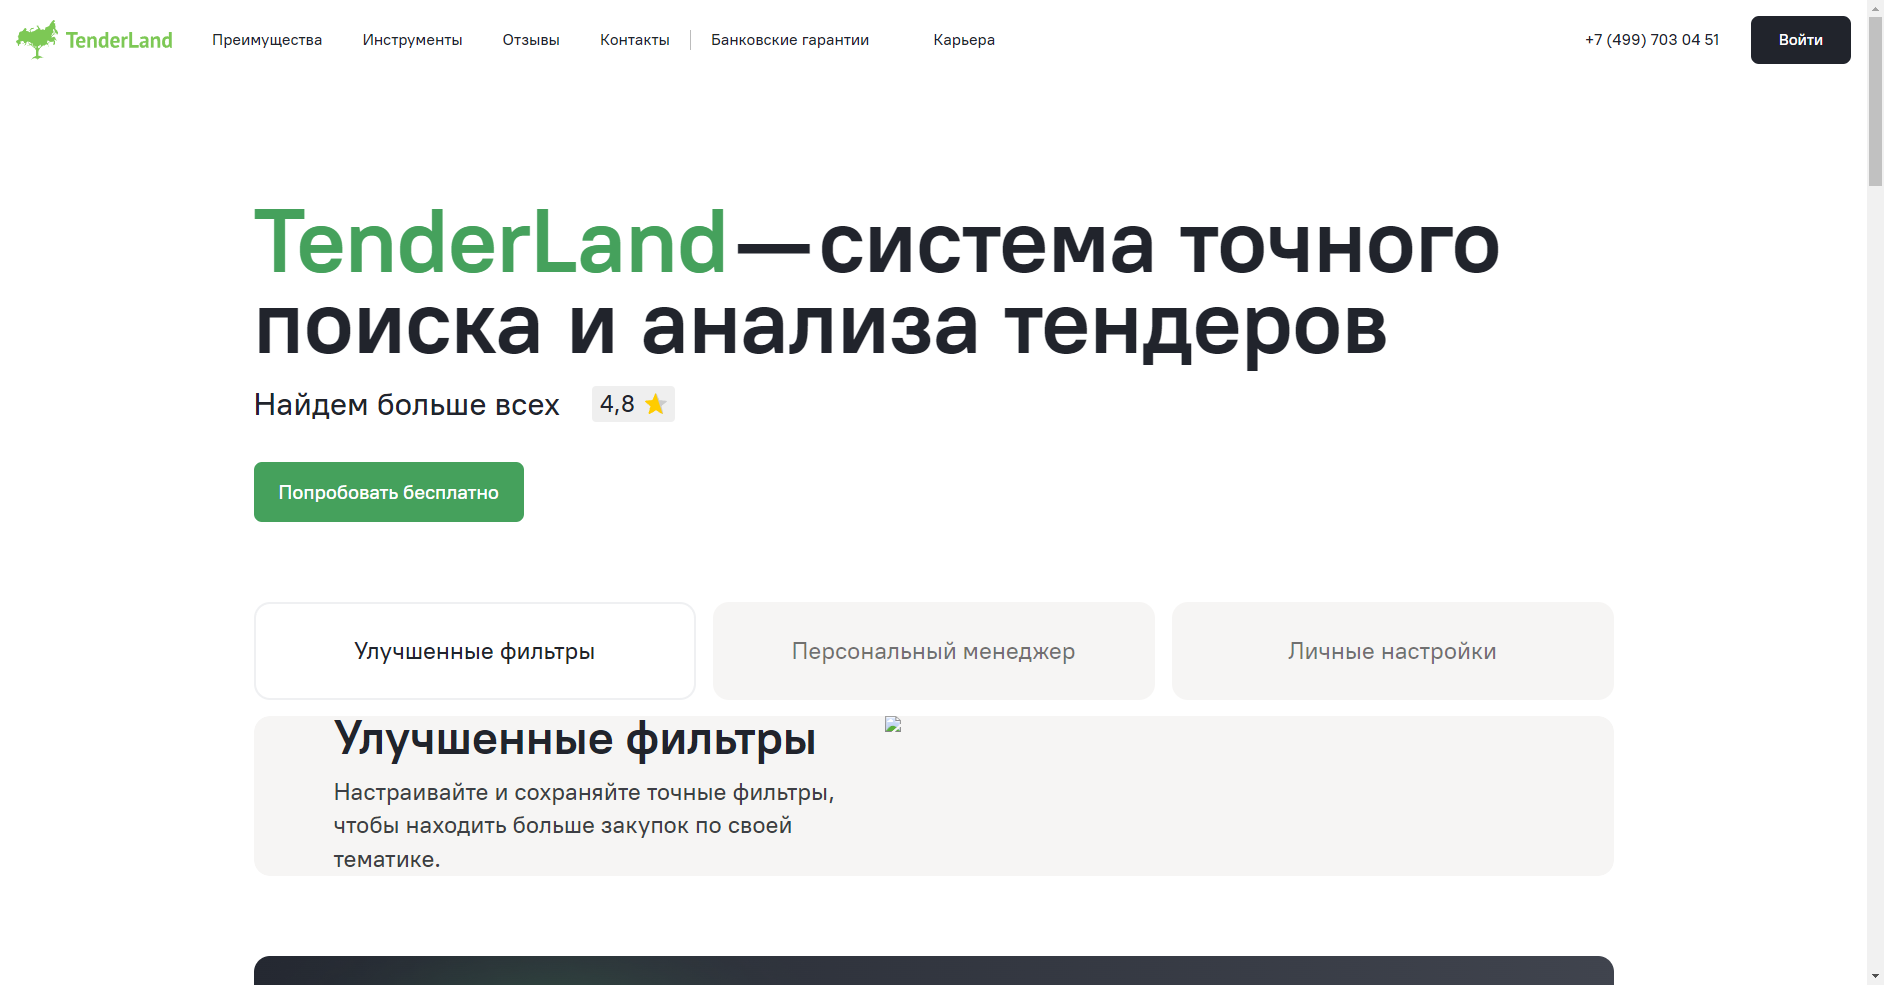 TenderLand
Преимущества
Инструменты
Отзывы
Контакты
Банковские гарантии
Карьера
+7 (499) 703 04 51
Войти
TenderLand — система точного
поиска и анализа тендеров
Найдем больше всех
4,8
Попробовать бесплатно
Улучшенные фильтры
Персональный менеджер
Личные настройки
Улучшенные фильтры
Настраивайте и сохраняйте точные фильтры,
чтобы находить больше закупок по своей
тематике.